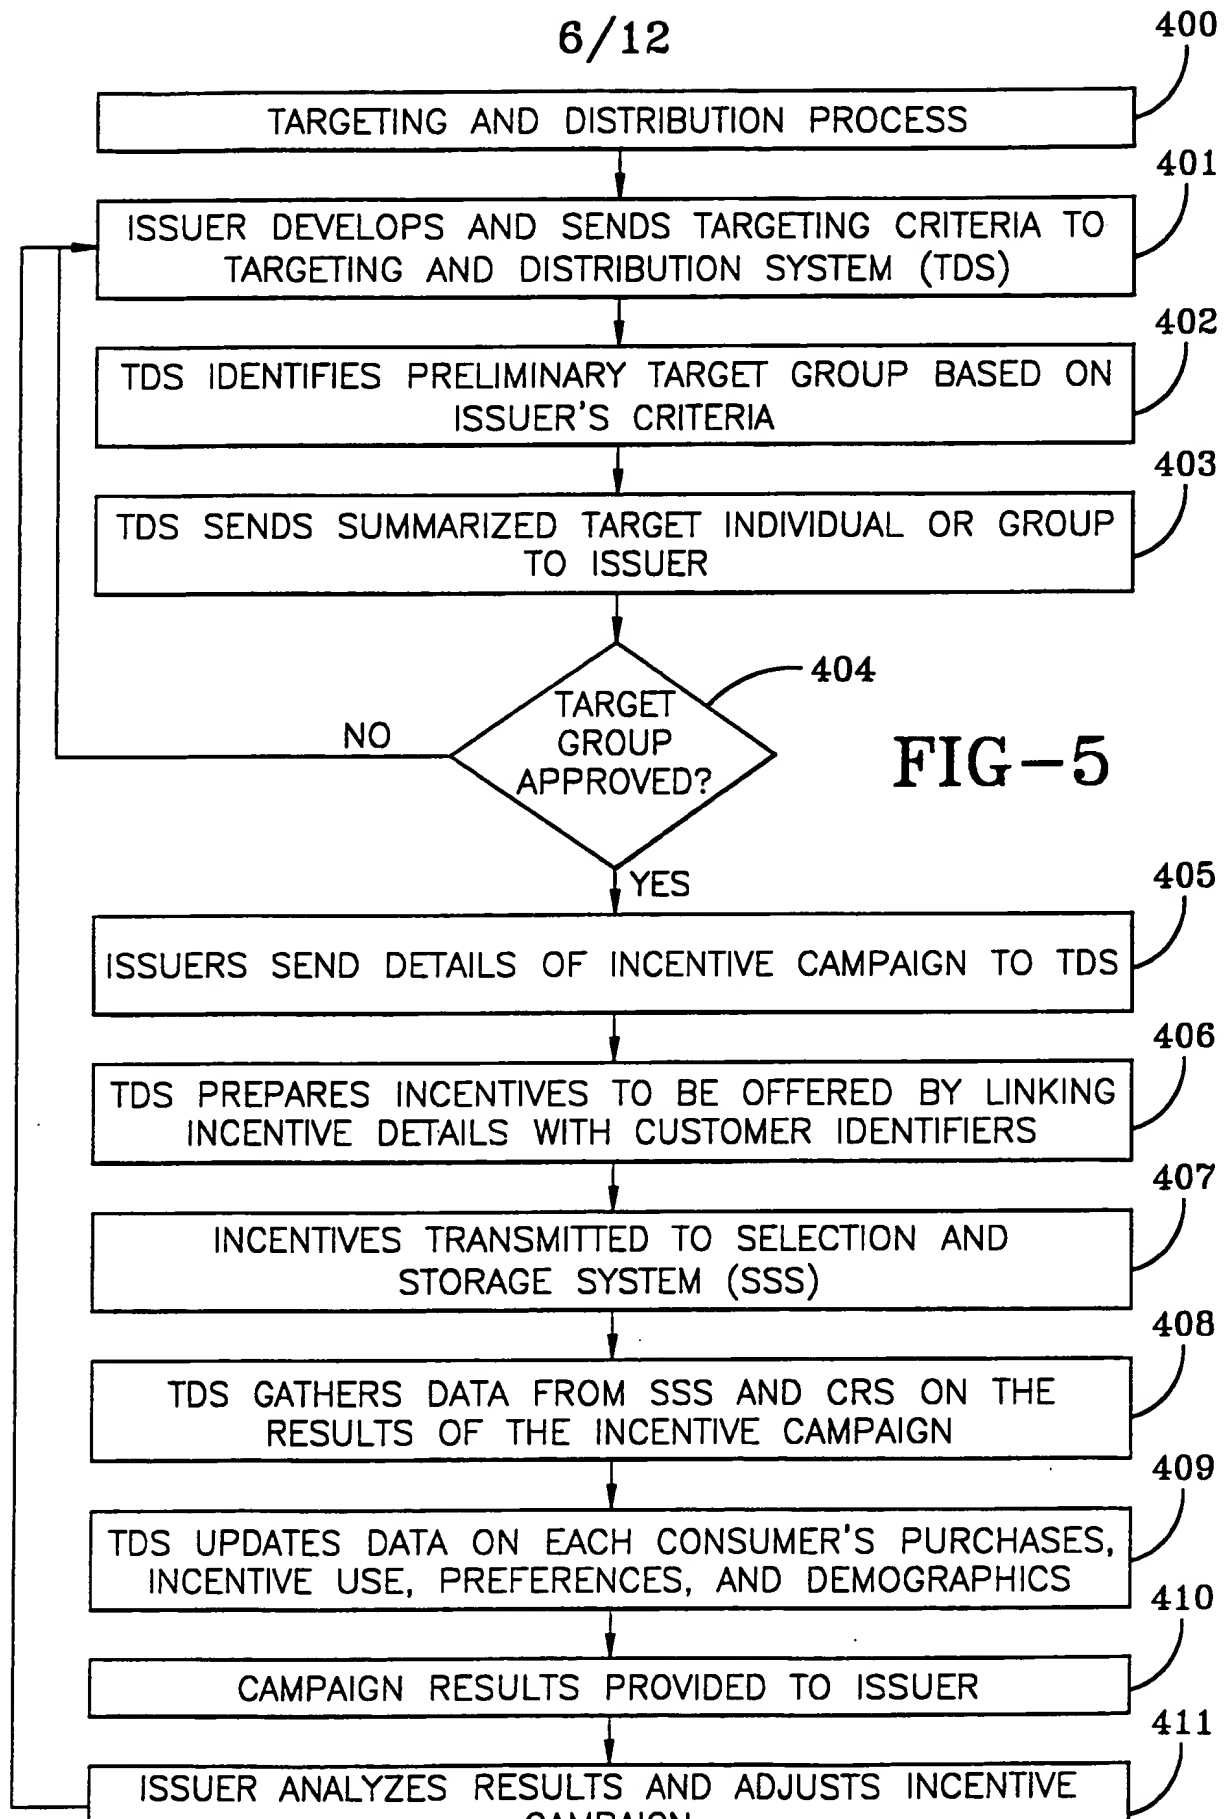 6/12
400
TARGETING AND DISTRIBUTION PROCESS
401
ISSUER DEVELOPS AND SENDS TARGETING CRITERIA TO
TARGETING AND DISTRIBUTION SYSTEM (TDS)
402
TDS IDENTIFIES PRELIMINARY TARGET GROUP BASED ON
ISSUER'S CRITERIA
403
TDS SENDS SUMMARIZED TARGET INDIVIDUAL OR GROUP
TO ISSUER
404
TARGET
GROUP
APPROVED?
NO
FIG-5
YES
405
ISSUERS SEND DETAILS OF INCENTIVE CAMPAIGN TO TDS
406
TDS PREPARES INCENTIVES TO BE OFFERED BY LINKING
INCENTIVE DETAILS WITH CUSTOMER IDENTIFIERS
407
INCENTIVES TRANSMITTED TO SELECTION AND
STORAGE SYSTEM (SSS)
408
TDS GATHERS DATA FROM SSS AND CRS ON THE
RESULTS OF THE INCENTIVE CAMPAIGN
409
TDS UPDATES DATA ON EACH CONSUMER'S PURCHASES,
INCENTIVE USE, PREFERENCES, AND DEMOGRAPHICS
410
CAMPAIGN RESULTS PROVIDED TO ISSUER
411
ISSUER ANALYZES RESULTS AND ADJUSTS INCENTIVE